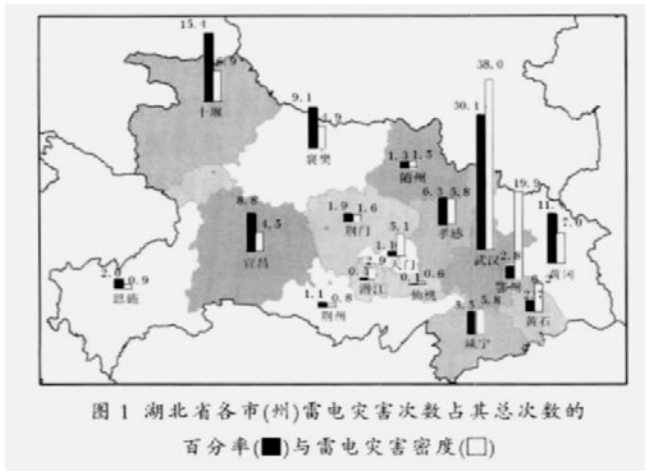 15.4
十堰
9.1
襄樊
38.0
30.1
武汉
1.3 1.5
随州
6.3 5.8
孝感
19.9
2.8
鄂州
7.0
黄冈
8.8
4.5
宜昌
1.9 1.6
荆门
5.1
天门
2.9
潜江
0.1 0.6
仙桃
0.9
恩施
1.1 0.8
荆州
5.8
咸宁
黄石
图 1 湖北省各市(州)雷电灾害次数占其总次数的
百分率(■)与雷电灾害密度(□)